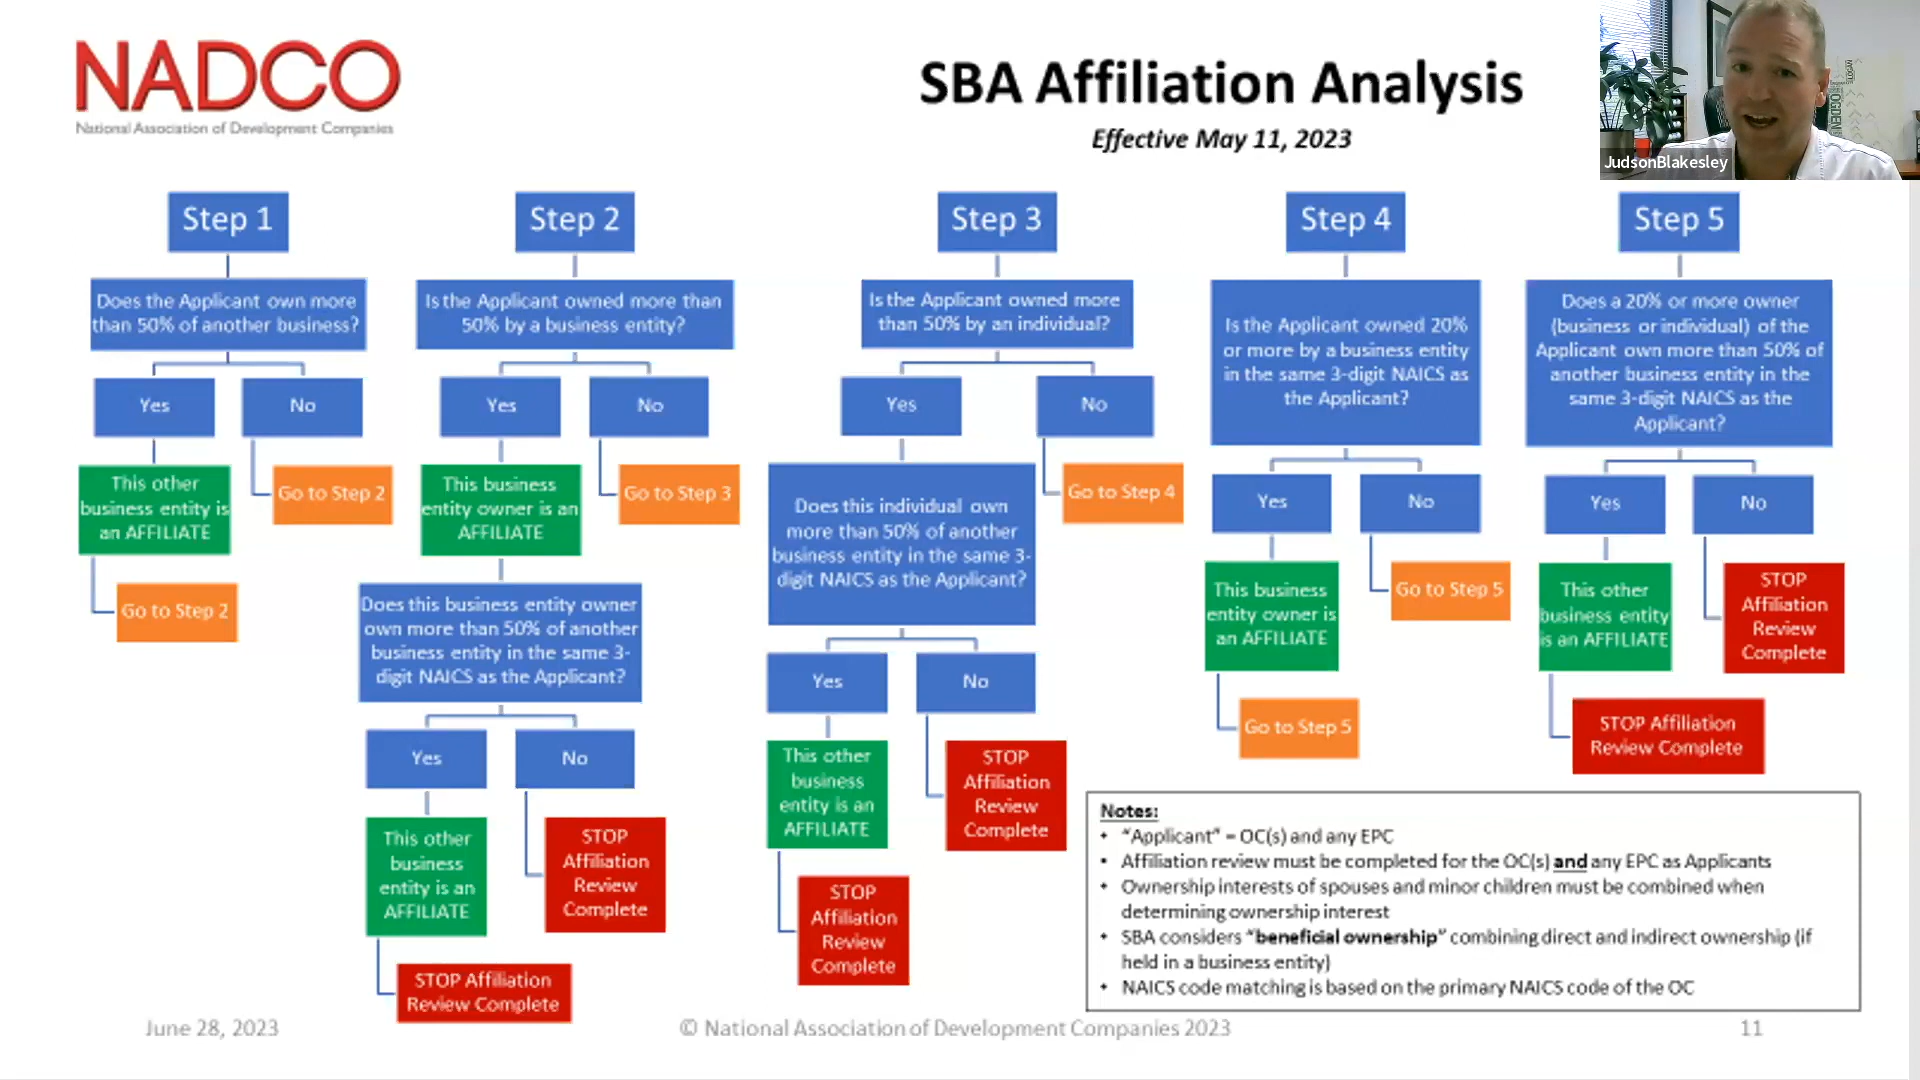 NADCO
National Association of Development Companies
SBA Affiliation Analysis
Effective May 11, 2023
JudsonBlakesley
Step 1
Does the Applicant own more
than 50% of another business?
Yes
No
This other
business entity is
an AFFILIATE
Go to Step 2
Go to Step 2
Step 2
Is the Applicant owned more than
50% by a business entity?
Yes
No
This business
entity owner is an
AFFILIATE
Go to Step 3
Does this business entity owner
own more than 50% of another
business entity in the same 3-
digit NAICS as the Applicant?
Yes
No
This other
business
entity is an
AFFILIATE
STOP
Affiliation
Review
Complete
STOP Affiliation
Review Complete
Step 3
Is the Applicant owned more
than 50% by an individual?
Yes
No
Does this individual own
more than 50% of another
business entity in the same 3-
digit NAICS as the Applicant?
Go to Step 4
Yes
No
This other
business
entity is an
AFFILIATE
STOP
Affiliation
Review
Complete
STOP
Affiliation
Review
Complete
Step 4
Is the Applicant owned 20%
or more by a business entity
in the same 3-digit NAICS as
the Applicant?
Yes
No
This business
entity owner is
an AFFILIATE
Go to Step 5
Go to Step 5
Step 5
Does a 20% or more owner
(business or individual) of the
Applicant own more than 50% of
another business entity in the
same 3-digit NAICS as the
Applicant?
Yes
No
This other
business entity
is an AFFILIATE
STOP
Affiliation
Review
Complete
STOP Affiliation
Review Complete
Notes:
• "Applicant" = OC(s) and any EPC
• Affiliation review must be completed for the OC(s) and any EPC as Applicants
• Ownership interests of spouses and minor children must be combined when
determining ownership interest
• SBA considers "beneficial ownership" combining direct and indirect ownership (if
held in a business entity)
• NAICS code matching is based on the primary NAICS code of the OC
June 28, 2023
© National Association of Development Companies 2023
11